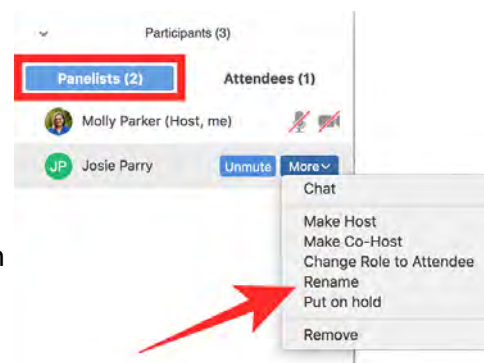 Participants (3)
Panelists (2) Attendees (1)
Molly Parker (Host, me)
JP Josie Parry Unmute More
Chat
Make Host
Make Co-Host
Change Role to Attendee
Rename
Put on hold
Remove